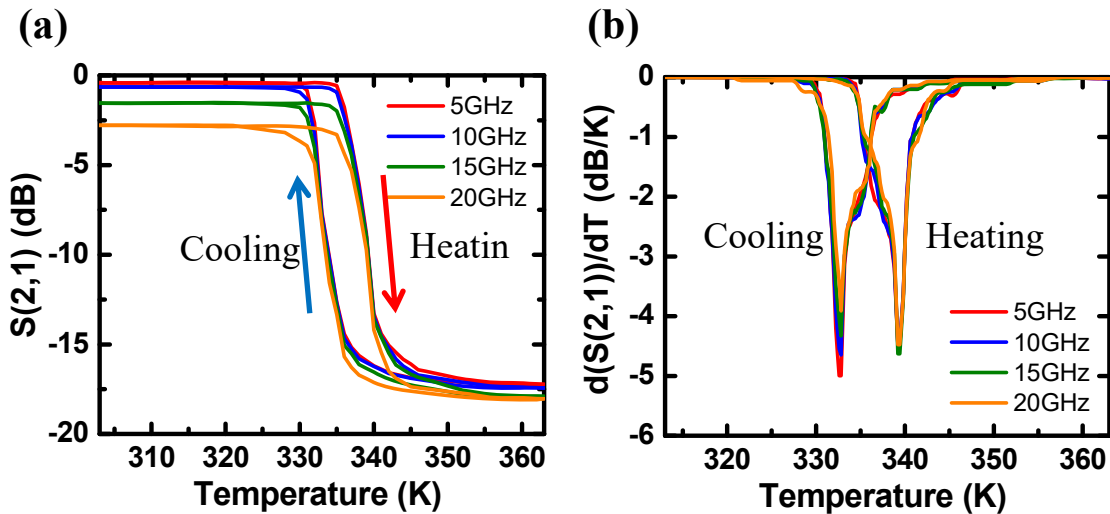 (a)
S(2,1) (dB)
0
-5
-10
-15
-20
5GHz
10GHz
15GHz
20GHz
Cooling
Heatin
310 320 330 340 350 360
Temperature (K)
(b)
d(S(2,1))/dT (dB/K)
0
-1
-2
-3
-4
-5
-6
Cooling
Heating
5GHz
10GHz
15GHz
20GHz
320 330 340 350 360
Temperature (K)